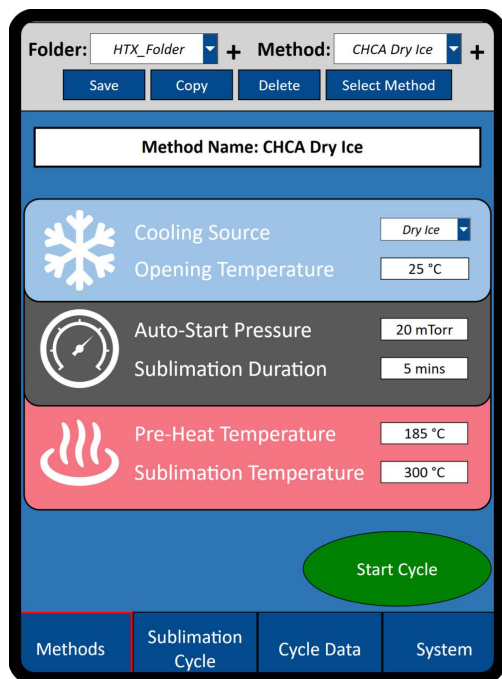 Folder: HTX_Folder + Method: CHCA Dry Ice +
Save Copy Delete Select Method
Method Name: CHCA Dry Ice
Cooling Source Dry Ice
Opening Temperature 25 °C
Auto-Start Pressure 20 mTorr
Sublimation Duration 5 mins
Pre-Heat Temperature 185 °C
Sublimation Temperature 300 °C
Start Cycle
Methods Sublimation Cycle Cycle Data System